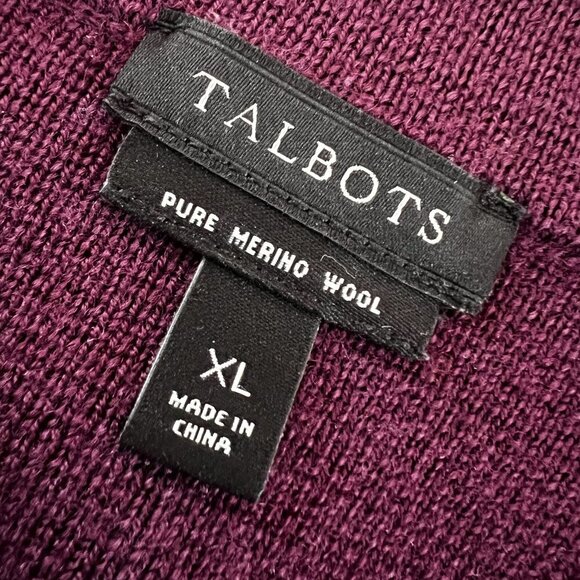 TALBOTS
PURE MERINO WOOL
XL
MADE IN
CHINA